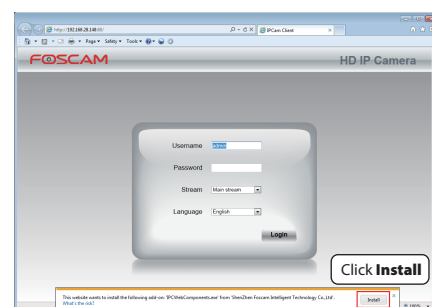 http://192.168.28.148:88/
IPCam Client
Page Safety Tools
FOSCAM
HD IP Camera
Username admin
Password
Stream Main stream
Language English
Login
Click Install
This website wants to install the following add-on: 'IPCWebComponents.exe' from 'ShenZhen Foscam Intelligent Technology Co.,Ltd'.
What's the risk?
Install
100%